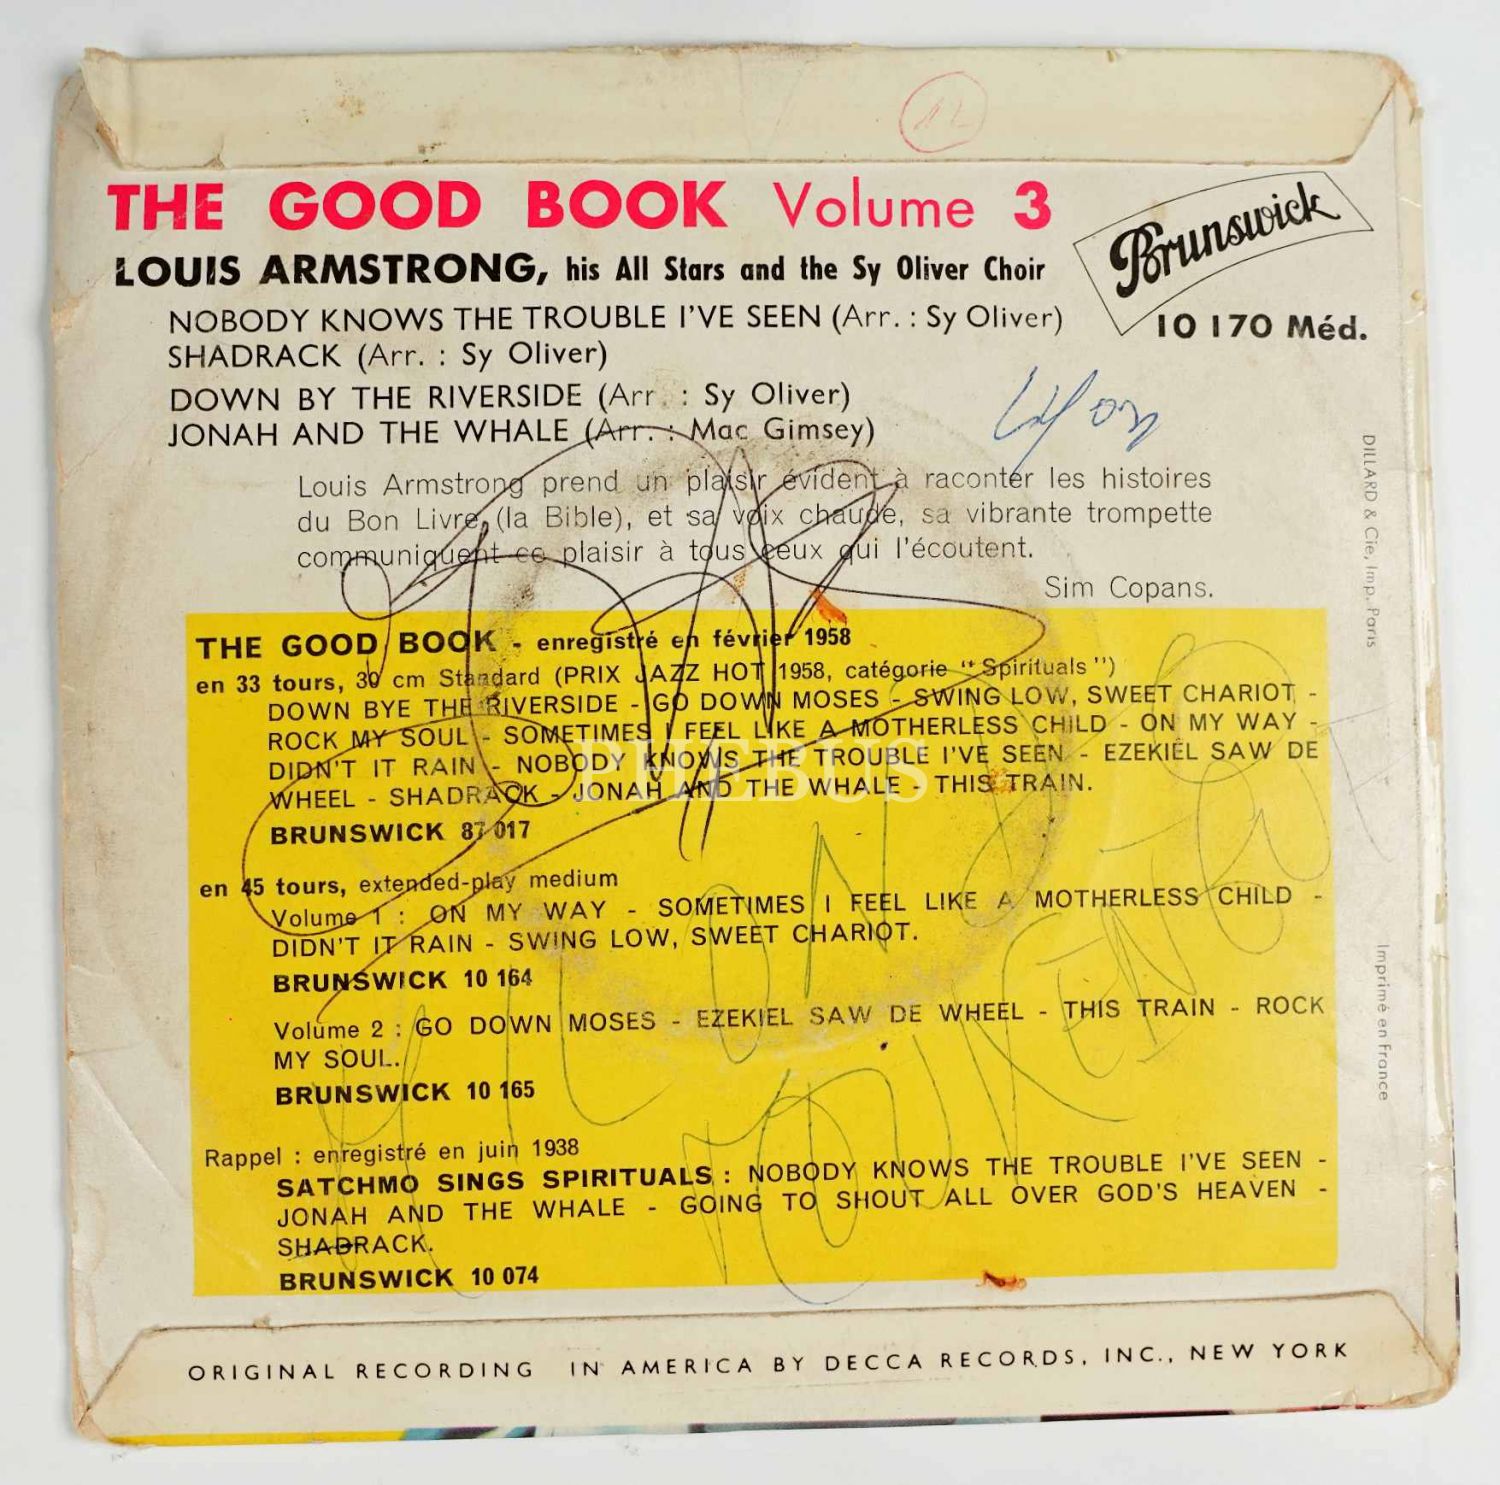 12
THE GOOD BOOK Volume 3
Brunswick
LOUIS ARMSTRONG, his All Stars and the Sy Oliver Choir
10 170 Méd.
NOBODY KNOWS THE TROUBLE I'VE SEEN (Arr. : Sy Oliver)
SHADRACK (Arr. : Sy Oliver)
DOWN BY THE RIVERSIDE (Arr. : Sy Oliver)
JONAH AND THE WHALE (Arr. : Mac Gimsey)
Lyon
Louis Armstrong prend un plaisir évident à raconter les histoires
du Bon Livre, (la Bible), et sa voix chaude, sa vibrante trompette
communiquent ce plaisir à tous ceux qui l'écoutent.
Sim Copans.
DILLARD & Cie, Imp. Paris
THE GOOD BOOK - enregistré en février 1958
en 33 tours, 30 cm Standard (PRIX JAZZ HOT 1958, catégorie "Spirituals")
DOWN BYE THE RIVERSIDE - GO DOWN MOSES - SWING LOW, SWEET CHARIOT -
ROCK MY SOUL - SOMETIMES I FEEL LIKE A MOTHERLESS CHILD - ON MY WAY -
DIDN'T IT RAIN - NOBODY KNOWS THE TROUBLE I'VE SEEN - EZEKIEL SAW DE
WHEEL - SHADRACK - JONAH AND THE WHALE - THIS TRAIN.
PHEBUS
BRUNSWICK 87 017
en 45 tours, extended-play medium
Volume 1 : ON MY WAY - SOMETIMES I FEEL LIKE A MOTHERLESS CHILD -
DIDN'T IT RAIN - SWING LOW, SWEET CHARIOT.
BRUNSWICK 10 164
Volume 2 : GO DOWN MOSES - EZEKIEL SAW DE WHEEL - THIS TRAIN - ROCK
MY SOUL.
BRUNSWICK 10 165
Imprimé en France
Rappel : enregistré en juin 1938
SATCHMO SINGS SPIRITUALS : NOBODY KNOWS THE TROUBLE I'VE SEEN -
JONAH AND THE WHALE - GOING TO SHOUT ALL OVER GOD'S HEAVEN -
SHADRACK.
BRUNSWICK 10 074
ORIGINAL RECORDING IN AMERICA BY DECCA RECORDS, INC., NEW YORK